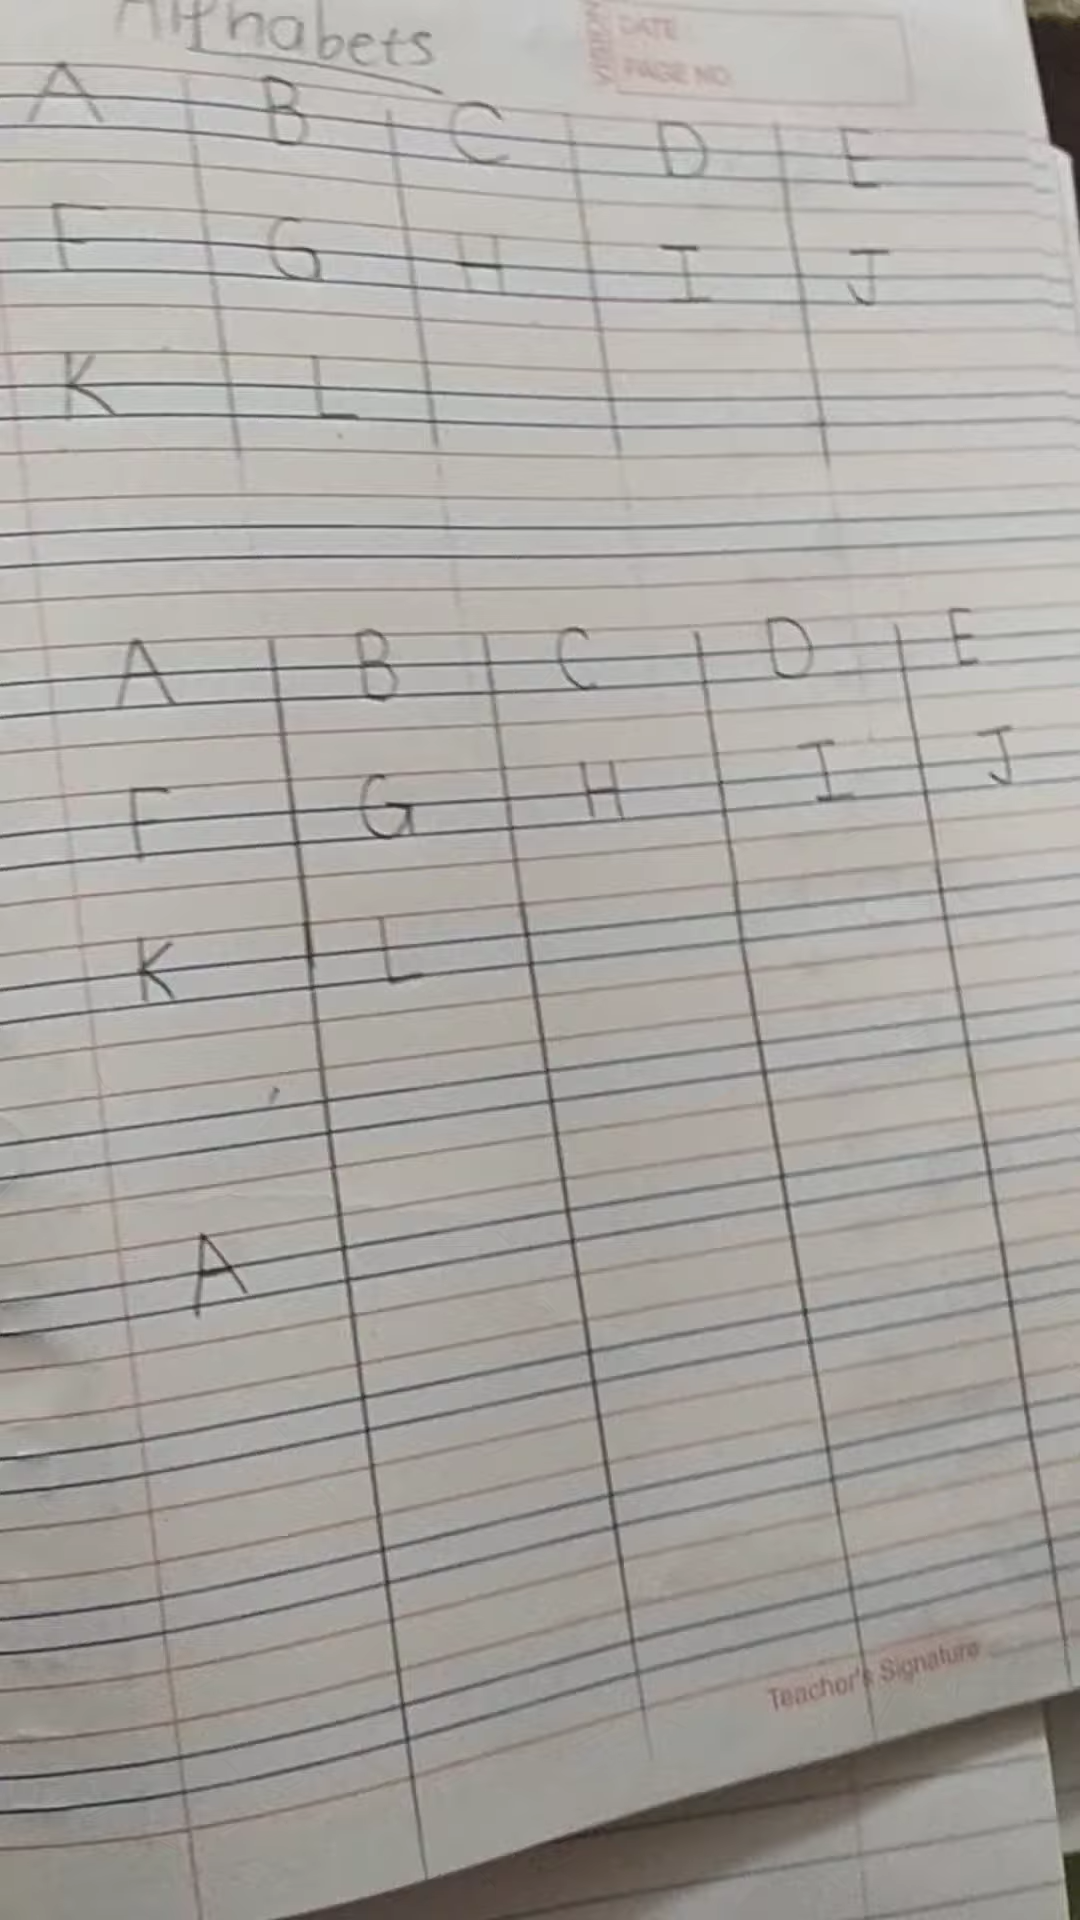 Alphabets
DATE:
PAGE NO.
A B C D E
F G H I J
K L
A B C D E
F G H I J
K L
A
Teacher's Signature